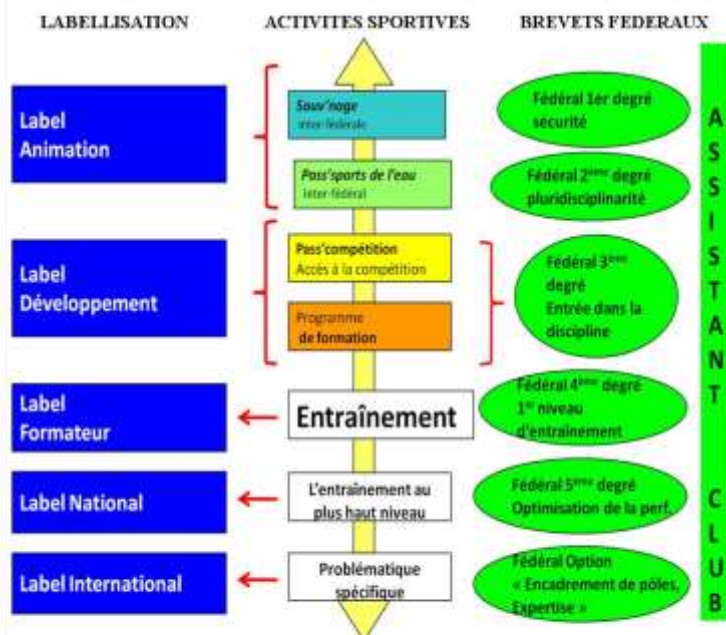 LABELLISATION
ACTIVITES SPORTIVES
BREVETS FEDERAUX
Label
Animation
Sauv'nage
inter-fédérale
Fédéral 1er degré
sécurité
Pass'sports de l'eau
inter-fédéral
Fédéral 2ème degré
pluridisciplinarité
Label
Développement
Pass'compétition
Accès à la compétition
Programme
de formation
Fédéral 3ème
degré
Entrée dans la
discipline
Label
Formateur
Entraînement
Fédéral 4ème degré
1er niveau
d'entraînement
Label National
L'entraînement au
plus haut niveau
Fédéral 5ème degré
Optimisation de la perf.
Label International
Problématique
spécifique
Fédéral Option
« Encadrement de pôles,
Expertise »
ASSISTANT CLUB